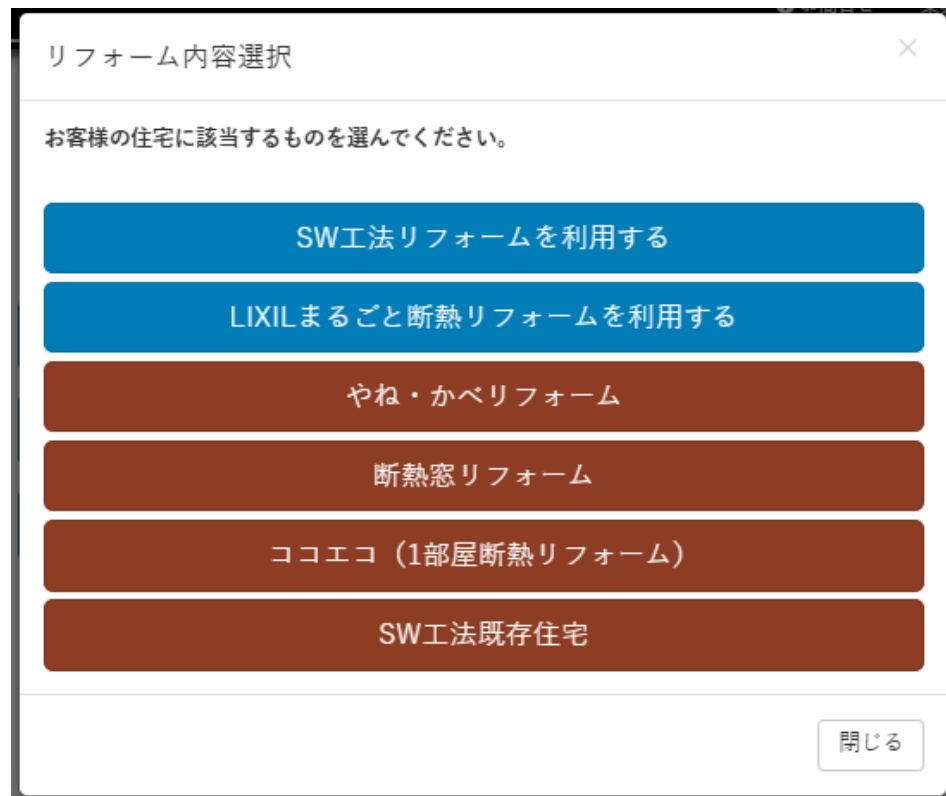 リフォーム内容選択
×
お客様の住宅に該当するものを選んでください。
SW工法リフォームを利用する
LIXILまるごと断熱リフォームを利用する
やね・かべリフォーム
断熱窓リフォーム
ココエコ（1部屋断熱リフォーム）
SW工法既存住宅
閉じる